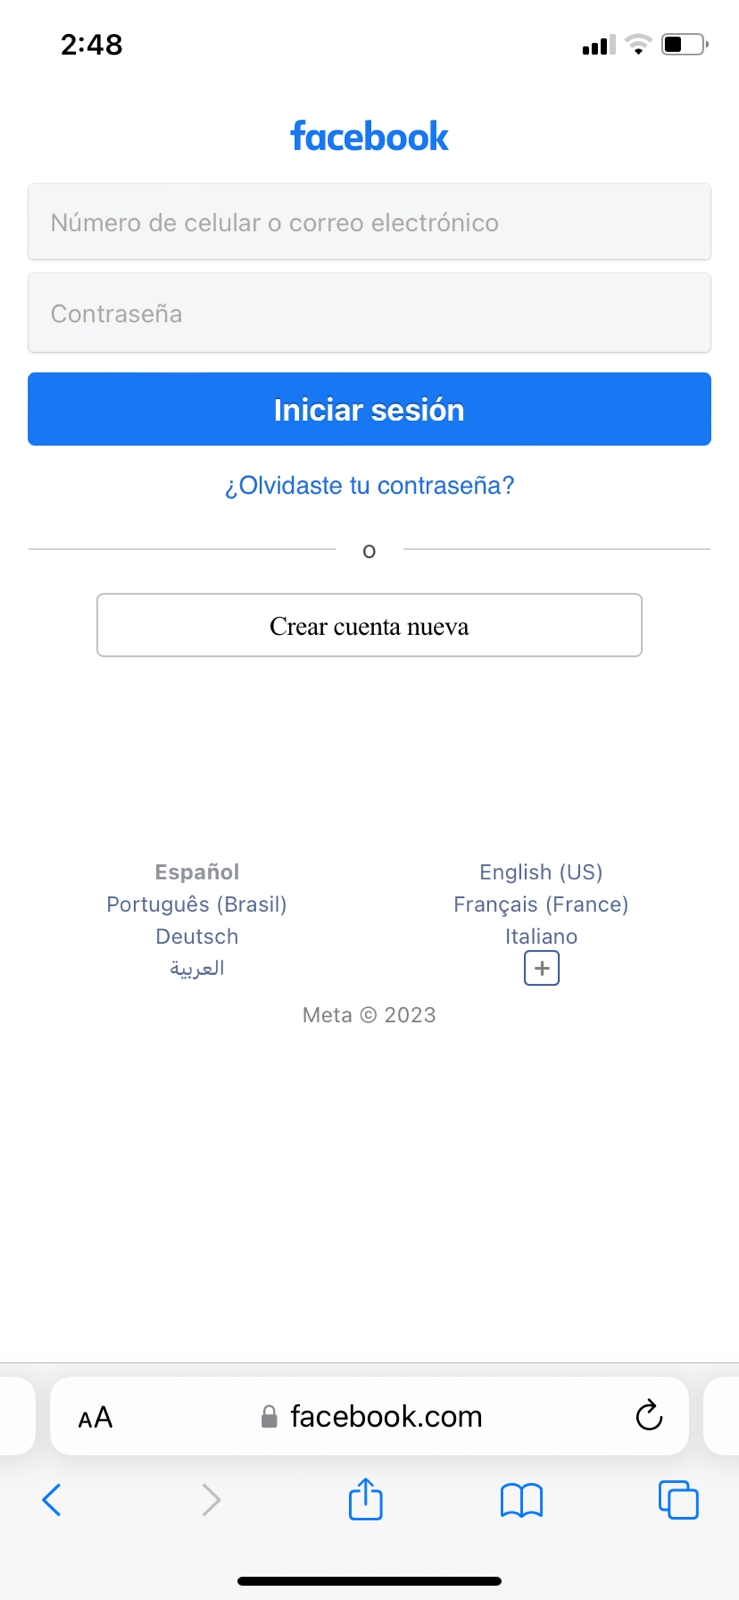 2:48
facebook
Número de celular o correo electrónico
Contraseña
Iniciar sesión
¿Olvidaste tu contraseña?
o
Crear cuenta nueva
Español
English (US)
Português (Brasil)
Français (France)
Deutsch
Italiano
العربية
Meta © 2023
AA
facebook.com